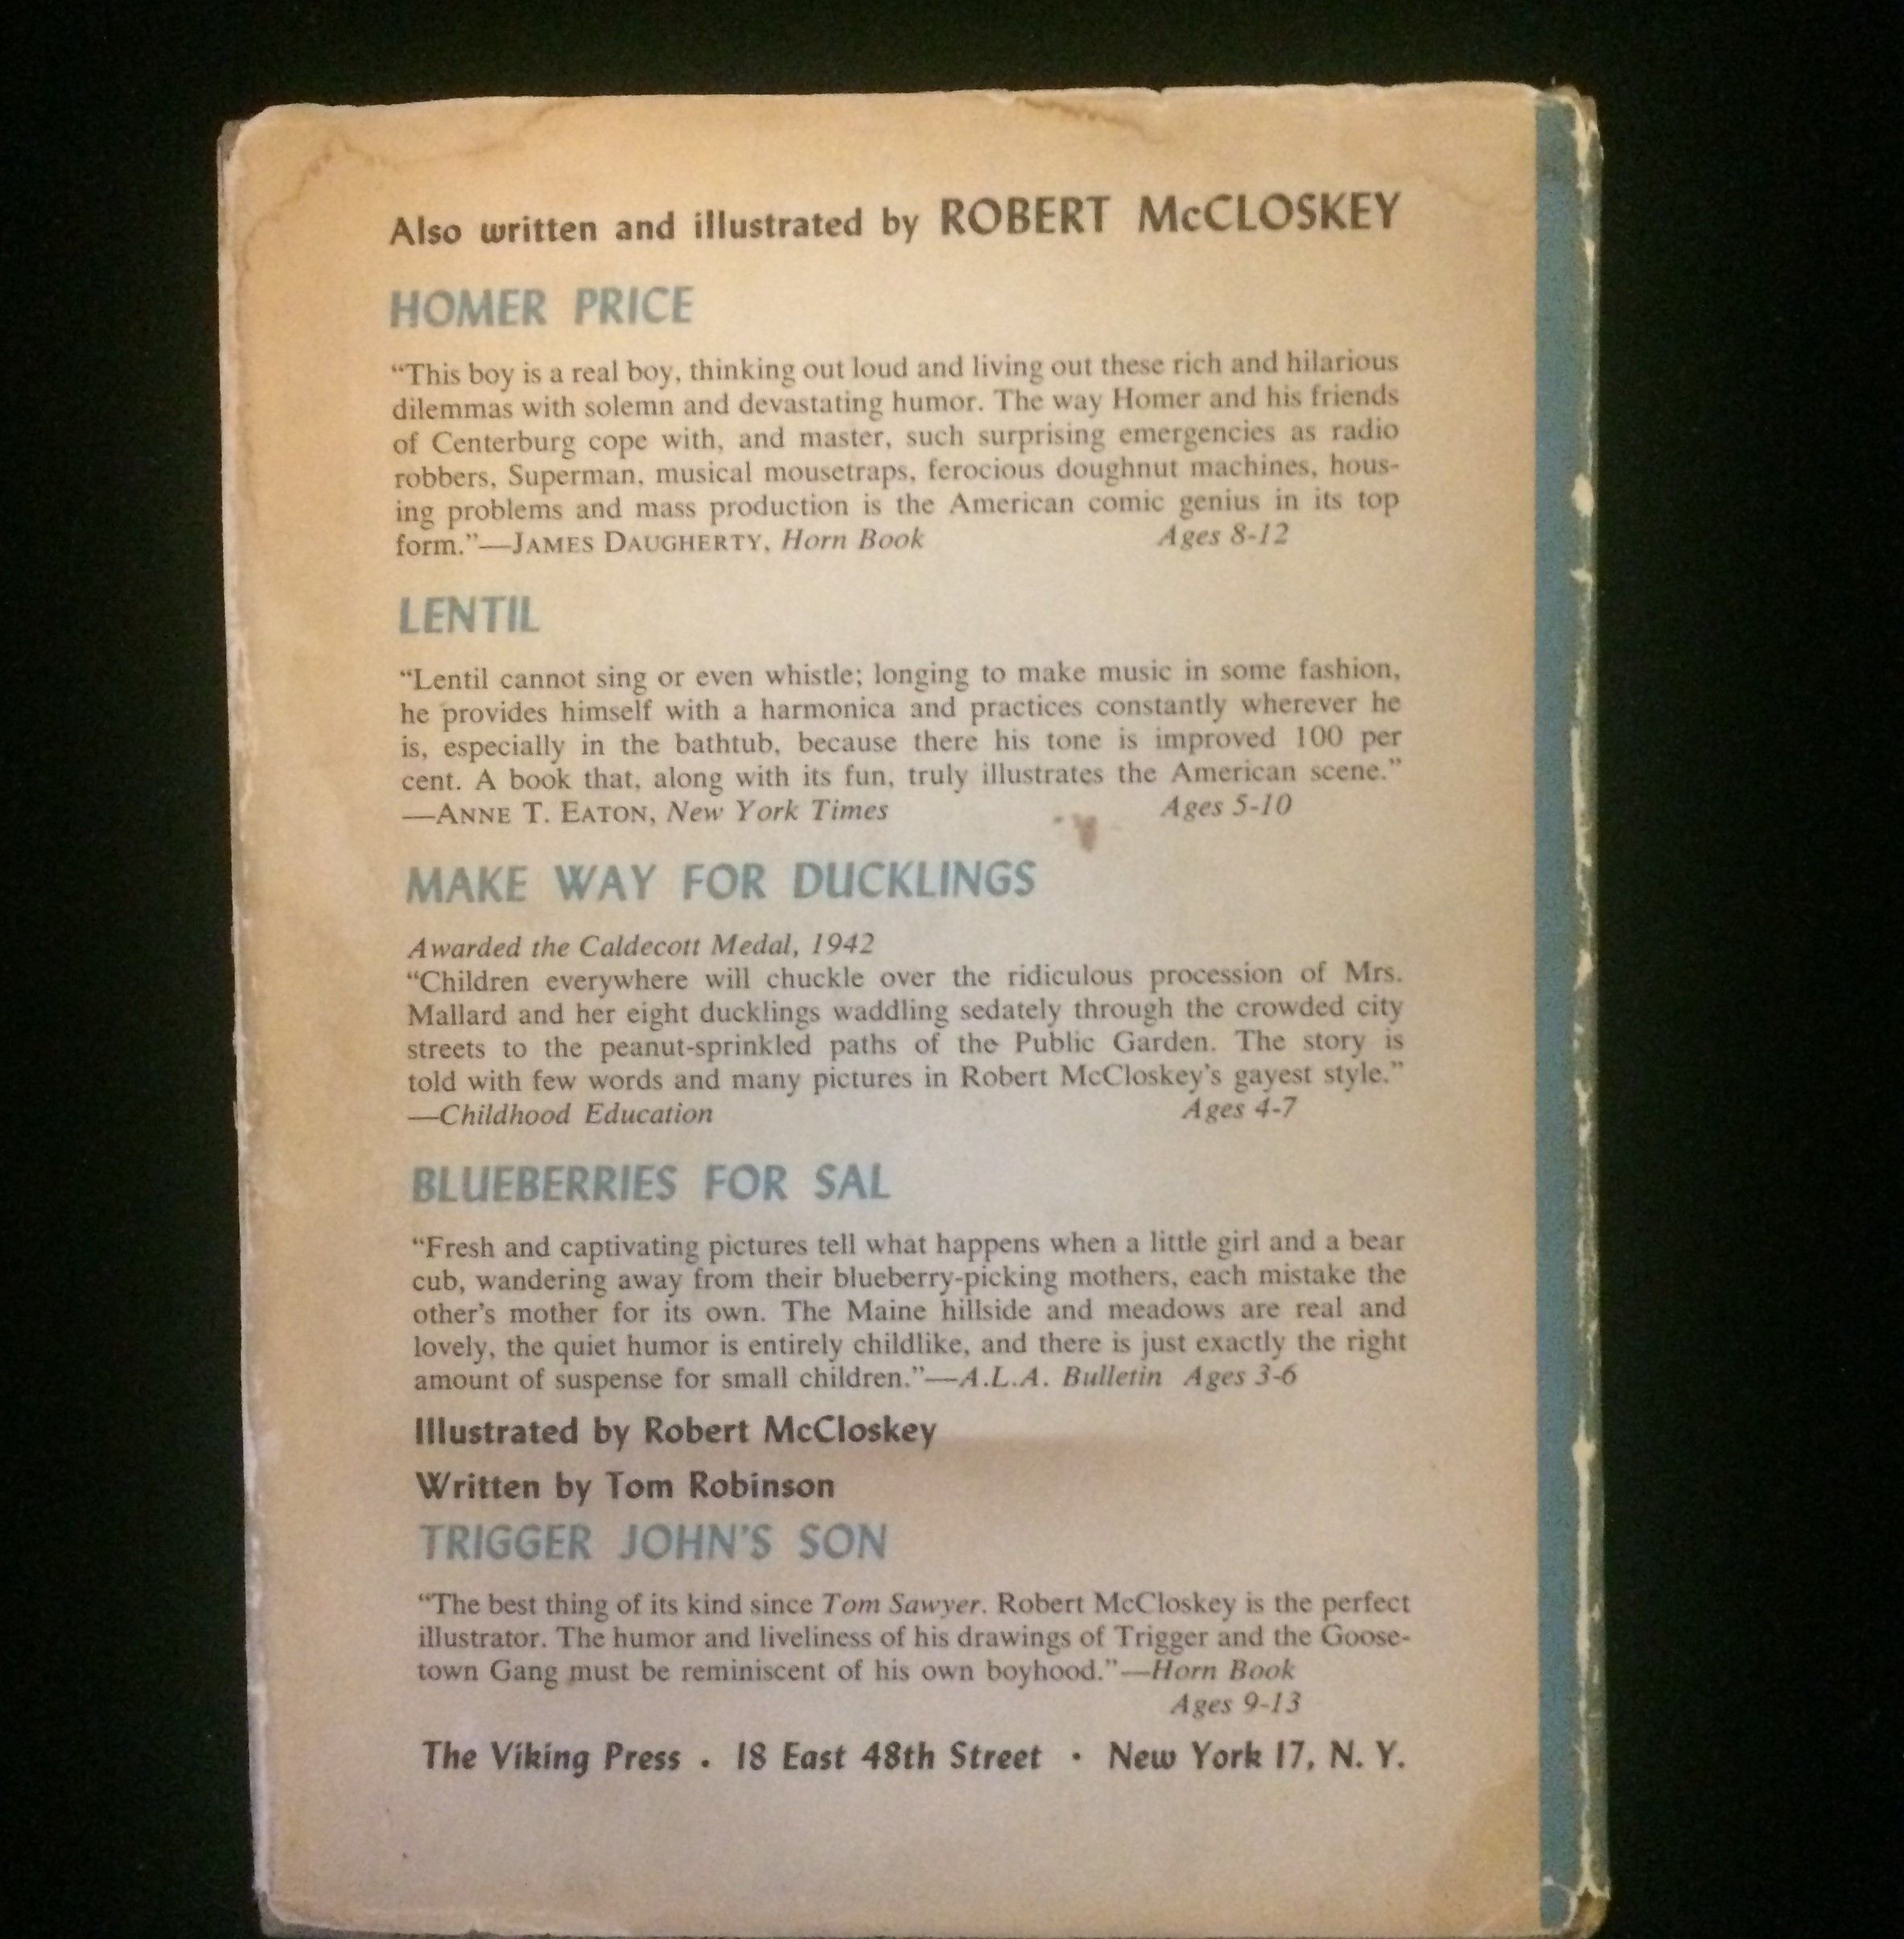 Also written and illustrated by ROBERT McCLOSKEY
HOMER PRICE
“This boy is a real boy, thinking out loud and living out these rich and hilarious
dilemmas with solemn and devastating humor. The way Homer and his friends
of Centerburg cope with, and master, such surprising emergencies as radio
robbers, Superman, musical mousetraps, ferocious doughnut machines, hous-
ing problems and mass production is the American comic genius in its top
form.”—JAMES DAUGHERTY, Horn Book Ages 8-12
LENTIL
“Lentil cannot sing or even whistle; longing to make music in some fashion,
he provides himself with a harmonica and practices constantly wherever he
is, especially in the bathtub, because there his tone is improved 100 per
cent. A book that, along with its fun, truly illustrates the American scene.”
—ANNE T. EATON, New York Times Ages 5-10
MAKE WAY FOR DUCKLINGS
Awarded the Caldecott Medal, 1942
“Children everywhere will chuckle over the ridiculous procession of Mrs.
Mallard and her eight ducklings waddling sedately through the crowded city
streets to the peanut-sprinkled paths of the Public Garden. The story is
told with few words and many pictures in Robert McCloskey’s gayest style.”
—Childhood Education Ages 4-7
BLUEBERRIES FOR SAL
“Fresh and captivating pictures tell what happens when a little girl and a bear
cub, wandering away from their blueberry-picking mothers, each mistake the
other’s mother for its own. The Maine hillside and meadows are real and
lovely, the quiet humor is entirely childlike, and there is just exactly the right
amount of suspense for small children.”—A.L.A. Bulletin Ages 3-6
Illustrated by Robert McCloskey
Written by Tom Robinson
TRIGGER JOHN’S SON
“The best thing of its kind since Tom Sawyer. Robert McCloskey is the perfect
illustrator. The humor and liveliness of his drawings of Trigger and the Goose-
town Gang must be reminiscent of his own boyhood.”—Horn Book
Ages 9-13
The Viking Press . 18 East 48th Street • New York 17, N. Y.